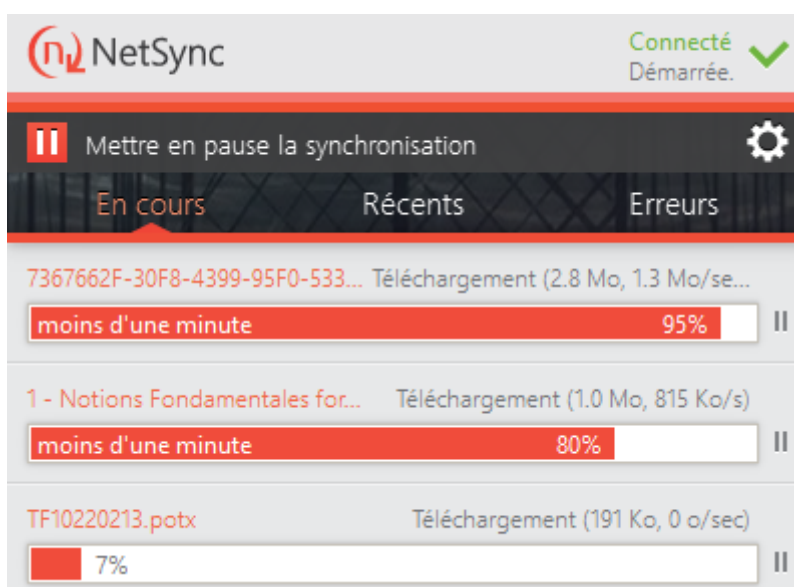 NetSync
Connecté
Démarrée.
Mettre en pause la synchronisation
En cours Récents Erreurs
7367662F-30F8-4399-95F0-533... Téléchargement (2.8 Mo, 1.3 Mo/se...
moins d'une minute 95%
1 - Notions Fondamentales for... Téléchargement (1.0 Mo, 815 Ko/s)
moins d'une minute 80%
TF10220213.potx Téléchargement (191 Ko, 0 o/sec)
7%